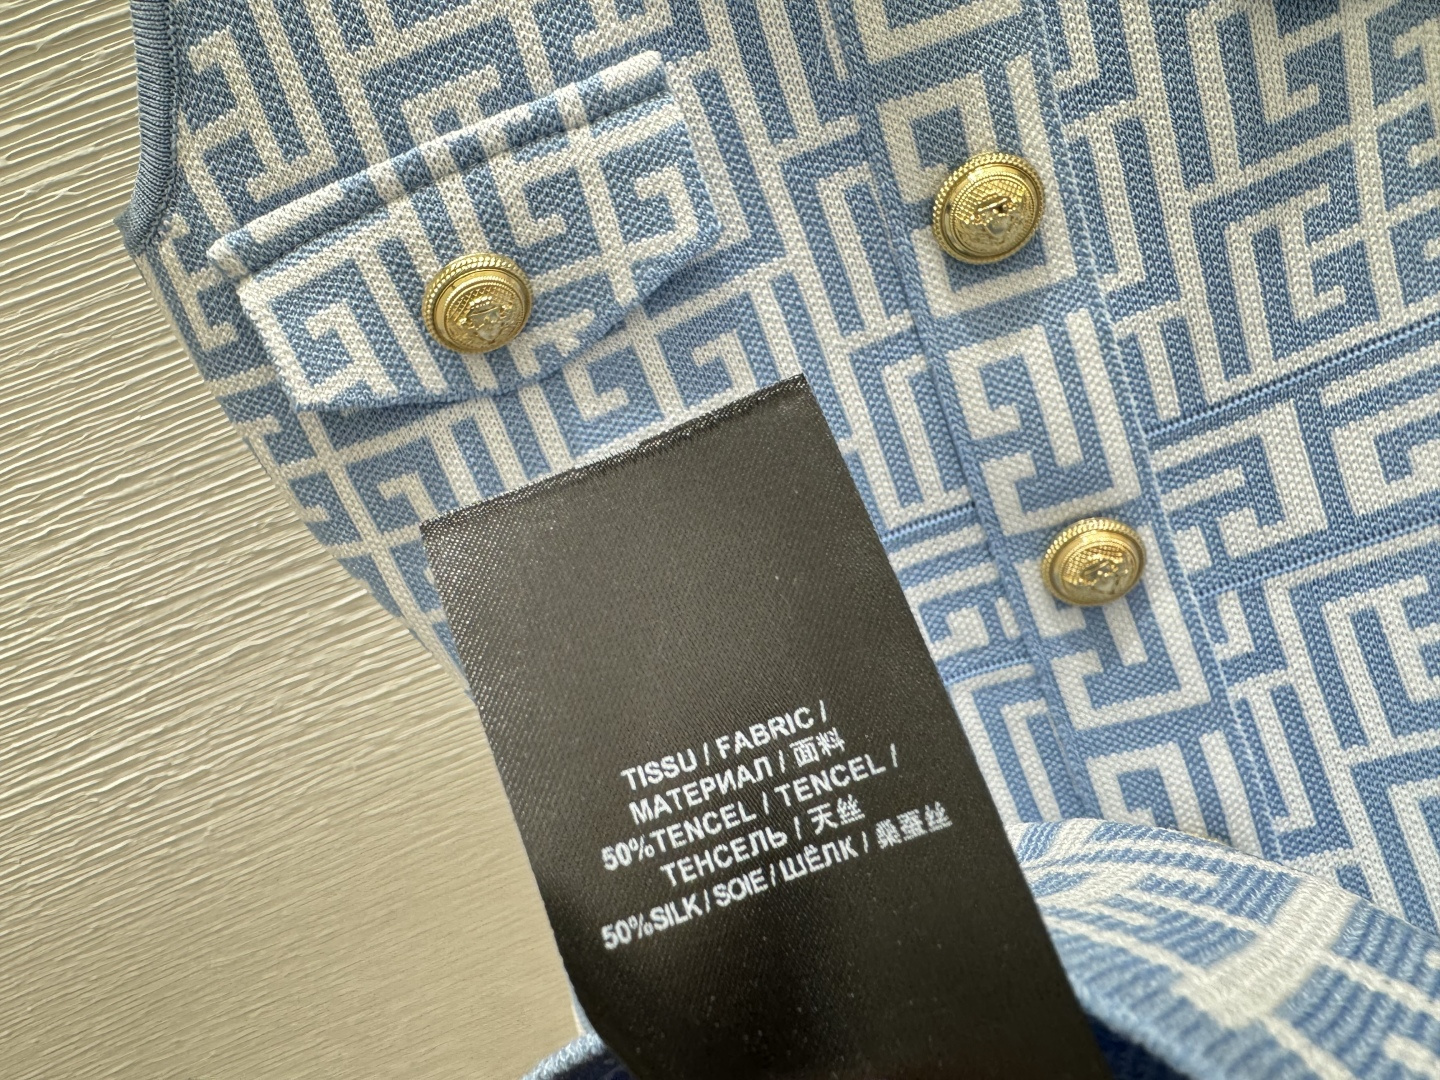 TISSU / FABRIC /
МАТЕРИАЛ / 面料
50%TENCEL / TENCEL /
ТЕНСЕЛЬ / 天丝
50%SILK / SOIE / ШЁЛК / 桑蚕丝